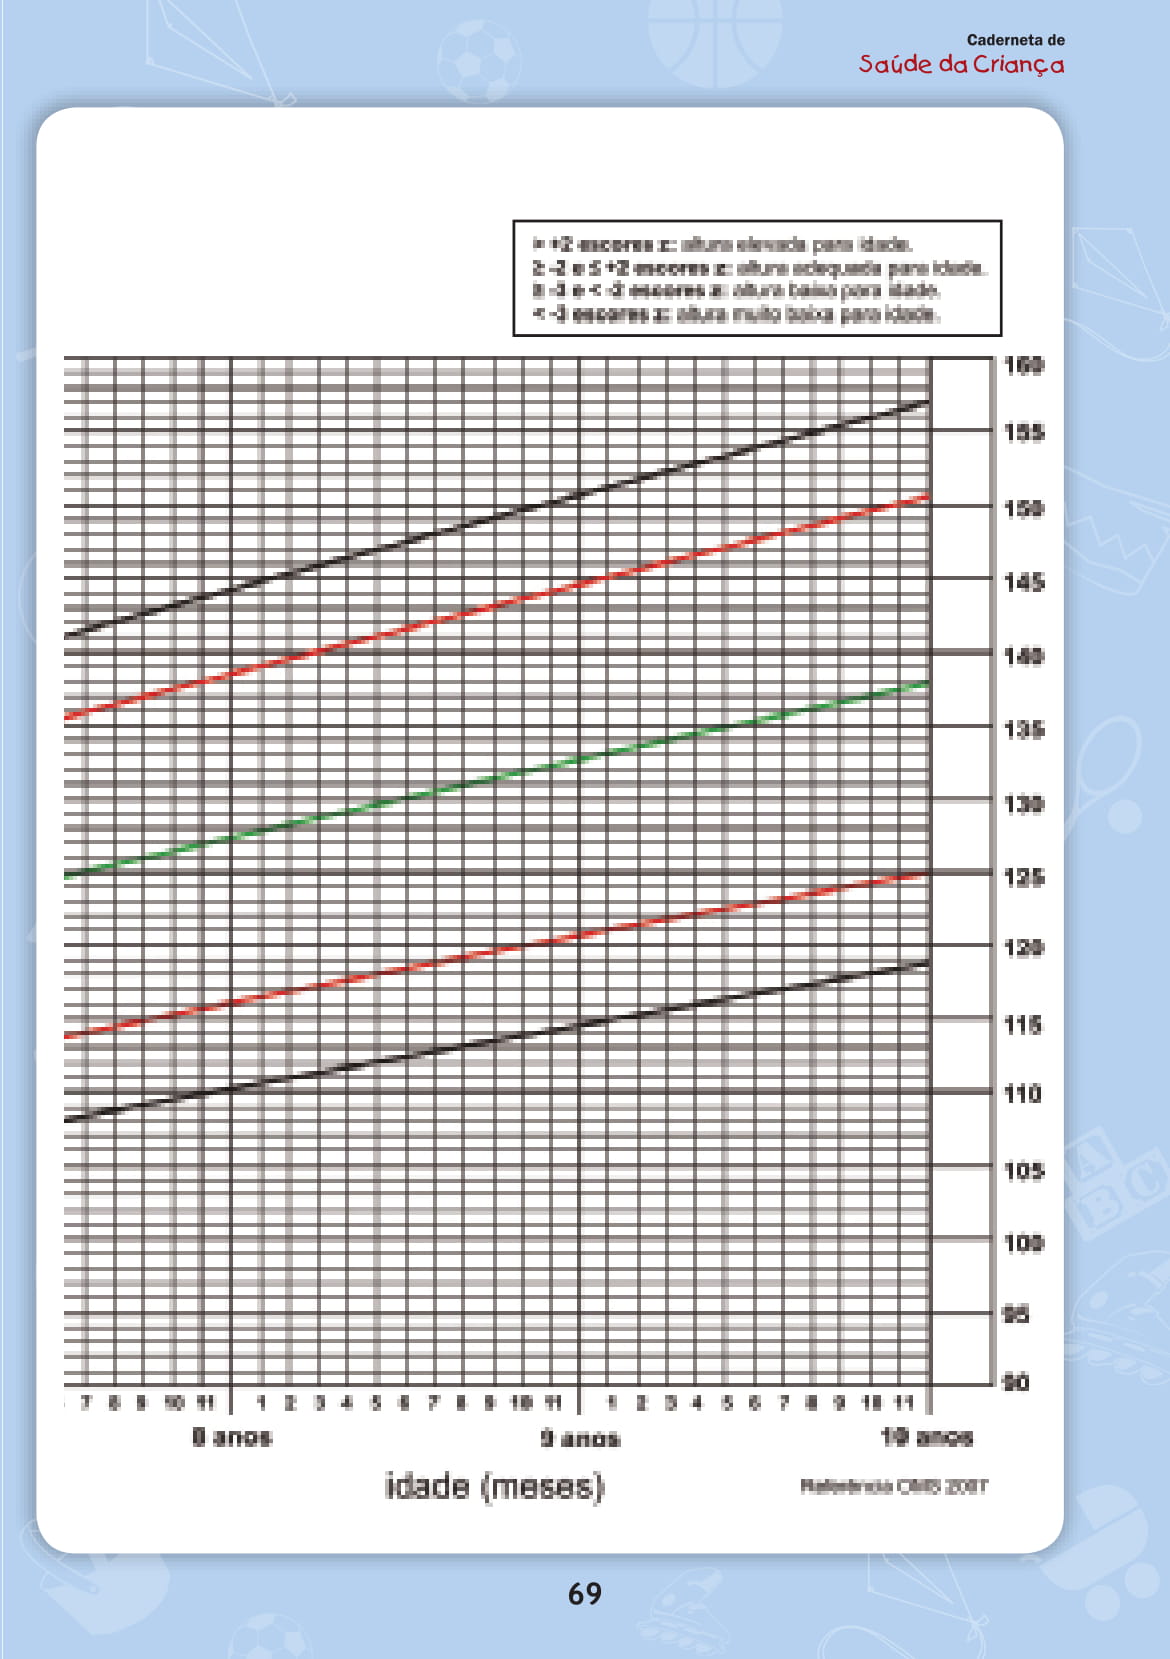 Caderneta de
Saúde da Criança
> +2 escores z: altura elevada para idade.
≥ -2 e ≤ +2 escores z: altura adequada para idade.
≥ -3 e < -2 escores z: altura baixa para idade.
< -3 escores z: altura muito baixa para idade.
160
155
150
145
140
135
130
125
120
115
110
105
100
95
90
7 8 9 10 11 1 2 3 4 5 6 7 8 9 10 11 1 2 3 4 5 6 7 8 9 10 11
8 anos 9 anos 10 anos
idade (meses)
Referência OMS 2007
69